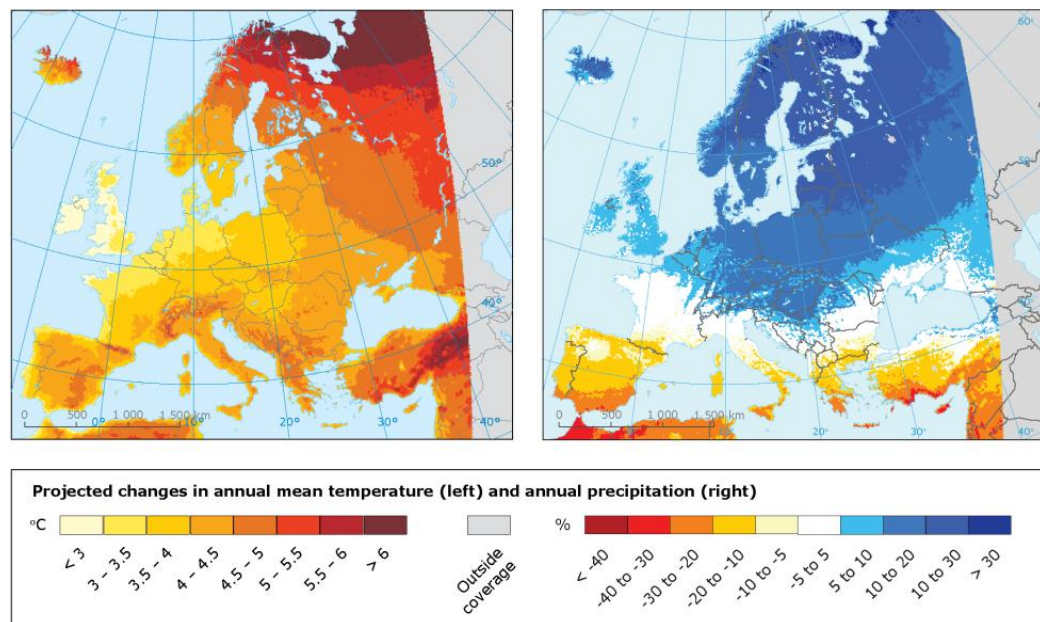 60°
50°
50°
40°
40°
0 500 1 000 1 500 km
0° 10° 20° 30° 40°
0 500 1 000 1 500 km
20° 30° 40°
Projected changes in annual mean temperature (left) and annual precipitation (right)
°C
< 3
3 – 3.5
3.5 – 4
4 – 4.5
4.5 – 5
5 – 5.5
5.5 – 6
> 6
Outside
coverage
%
< -40
-40 to -30
-30 to -20
-20 to -10
-10 to -5
-5 to 5
5 to 10
10 to 20
10 to 30
> 30